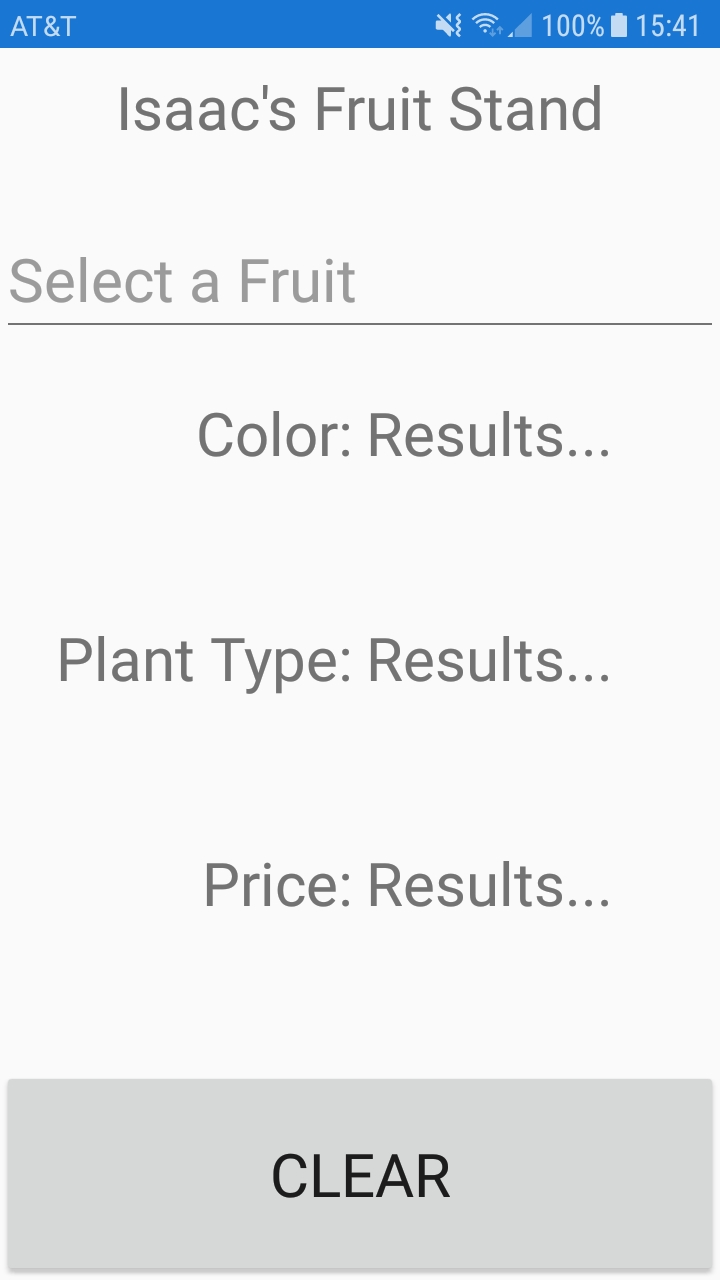 AT&T 100% 15:41
Isaac's Fruit Stand
Select a Fruit
Color: Results...
Plant Type: Results...
Price: Results...
CLEAR